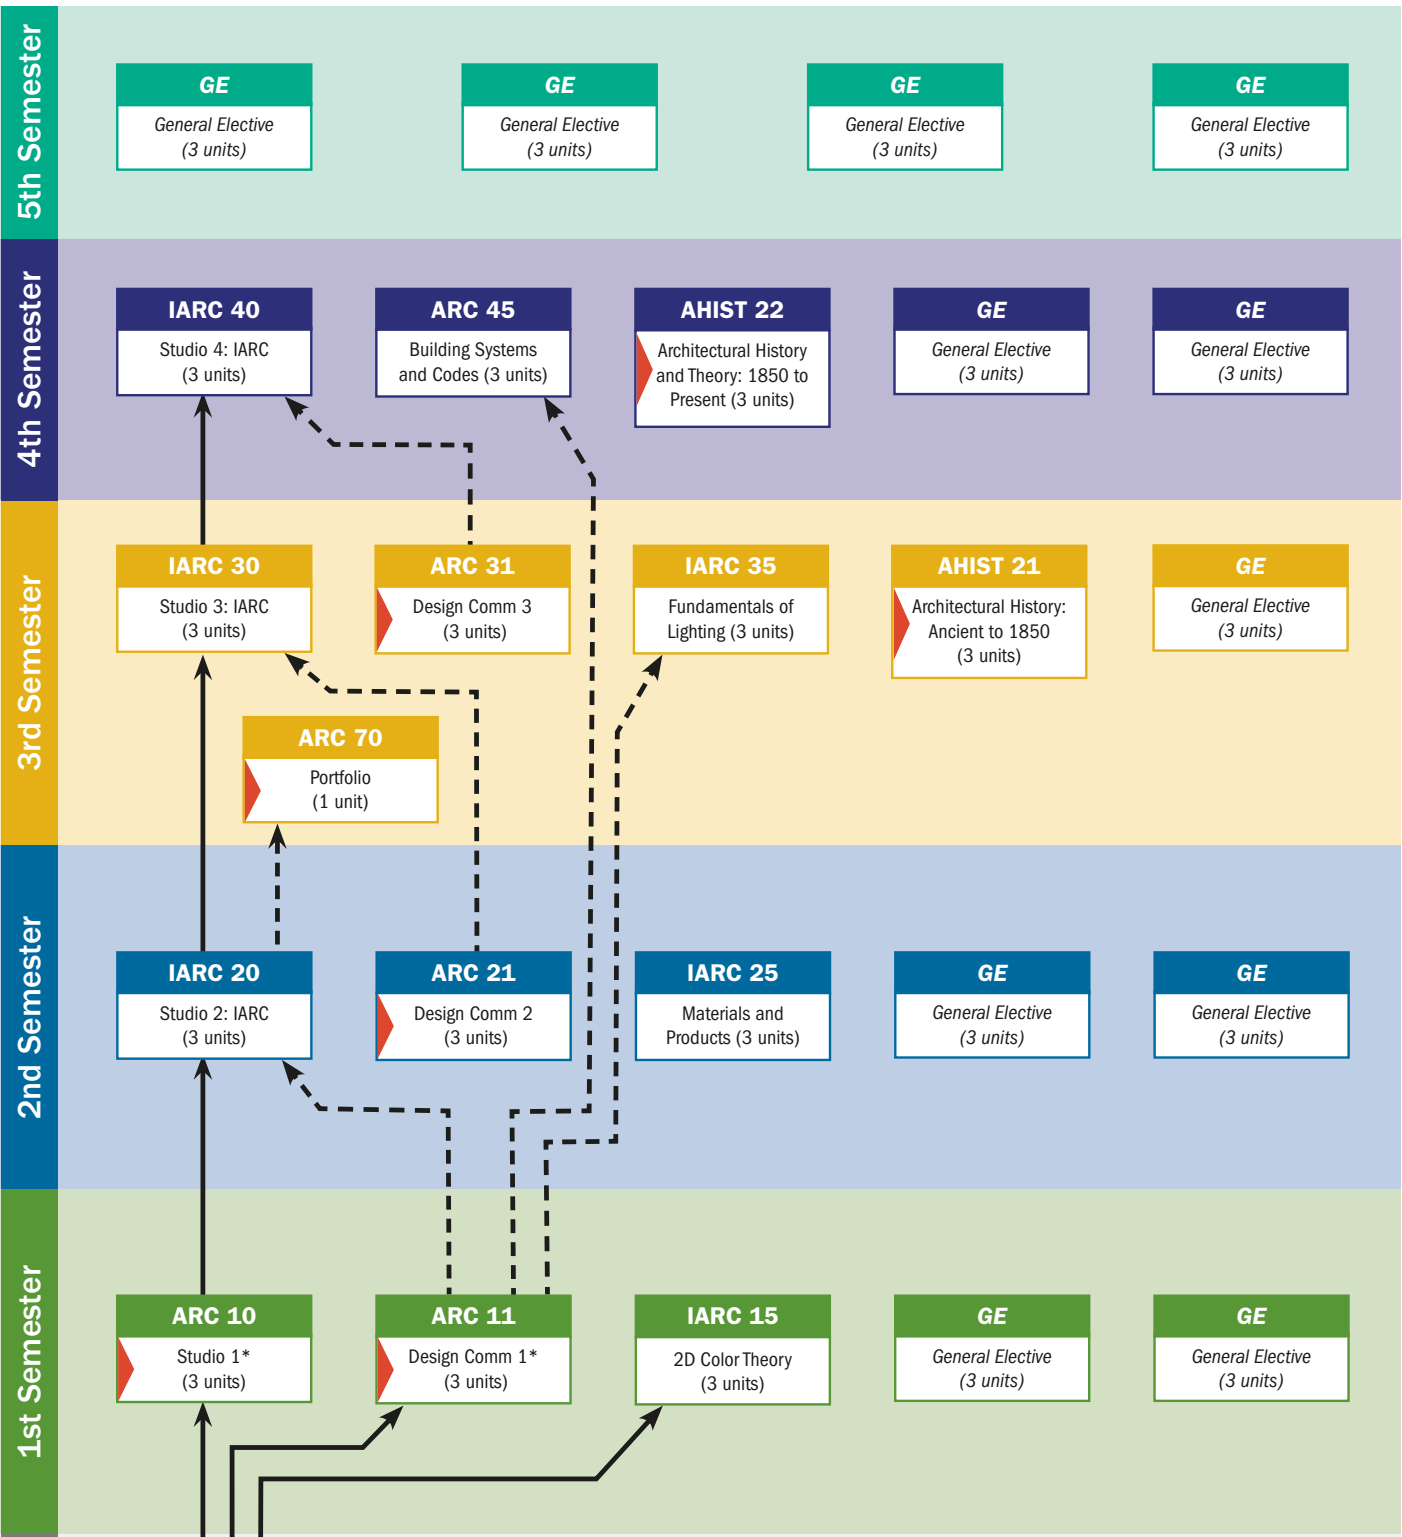 5th Semester
GE
General Elective
(3 units)
GE
General Elective
(3 units)
GE
General Elective
(3 units)
GE
General Elective
(3 units)
4th Semester
IARC 40
Studio 4: IARC
(3 units)
ARC 45
Building Systems
and Codes (3 units)
AHIST 22
Architectural History
and Theory: 1850 to
Present (3 units)
GE
General Elective
(3 units)
GE
General Elective
(3 units)
3rd Semester
IARC 30
Studio 3: IARC
(3 units)
ARC 31
Design Comm 3
(3 units)
IARC 35
Fundamentals of
Lighting (3 units)
AHIST 21
Architectural History:
Ancient to 1850
(3 units)
GE
General Elective
(3 units)
ARC 70
Portfolio
(1 unit)
2nd Semester
IARC 20
Studio 2: IARC
(3 units)
ARC 21
Design Comm 2
(3 units)
IARC 25
Materials and
Products (3 units)
GE
General Elective
(3 units)
GE
General Elective
(3 units)
1st Semester
ARC 10
Studio 1*
(3 units)
ARC 11
Design Comm 1*
(3 units)
IARC 15
2D Color Theory
(3 units)
GE
General Elective
(3 units)
GE
General Elective
(3 units)